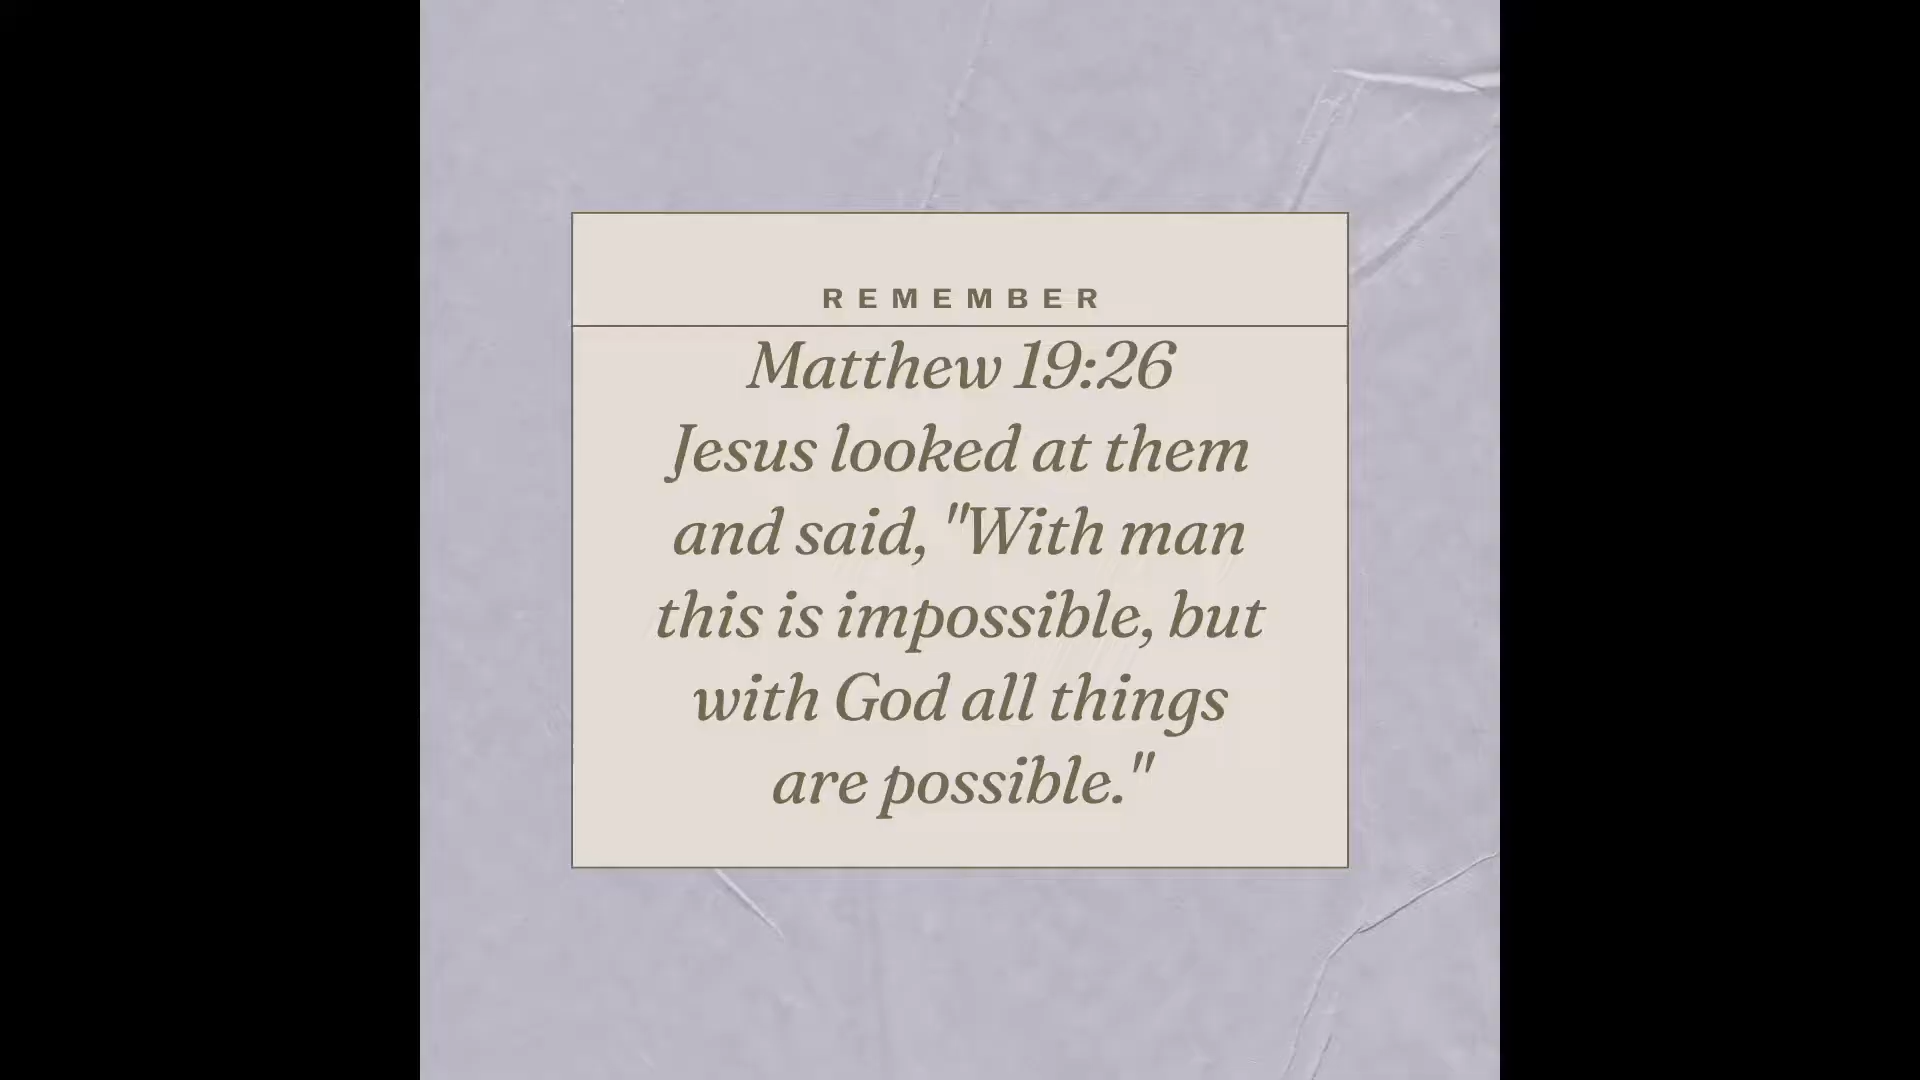 REMEMBER
Matthew 19:26
Jesus looked at them
and said, "With man
this is impossible, but
with God all things
are possible."